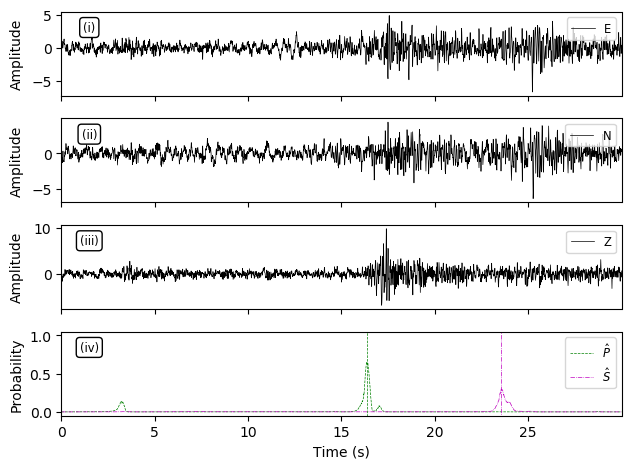 5
(i)
E
0
−5
Amplitude
(ii)
N
0
−5
Amplitude
10
(iii)
Z
0
Amplitude
1.0
(iv)
P̂
0.5
Ŝ
0.0
Probability
0 5 10 15 20 25
Time (s)